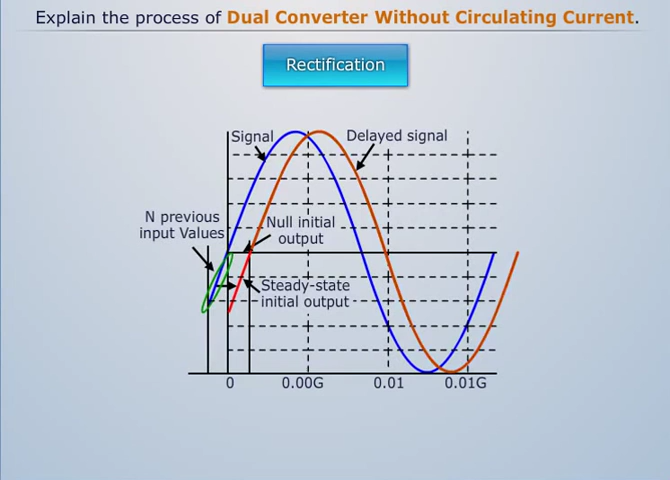 Explain the process of Dual Converter Without Circulating Current.
Rectification
Signal
Delayed signal
N previous
input Values
Null initial
output
Steady-state
initial output
0
0.00G
0.01
0.01G